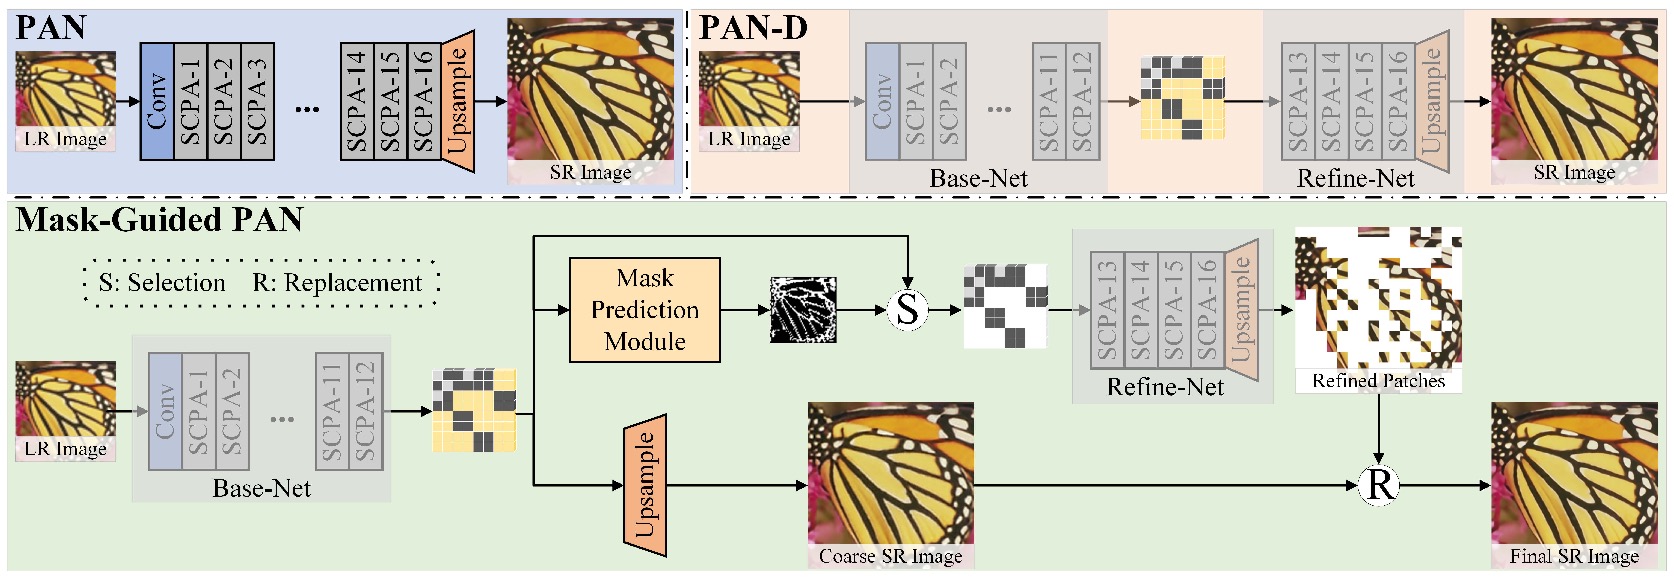 PAN
LR Image
Conv
SCPA-1
SCPA-2
SCPA-3
...
SCPA-14
SCPA-15
SCPA-16
Upsample
SR Image
PAN-D
LR Image
Conv
SCPA-1
SCPA-2
...
SCPA-11
SCPA-12
Base-Net
SCPA-13
SCPA-14
SCPA-15
SCPA-16
Upsample
Refine-Net
SR Image
Mask-Guided PAN
S: Selection R: Replacement
LR Image
Conv
SCPA-1
SCPA-2
...
SCPA-11
SCPA-12
Base-Net
Mask
Prediction
Module
S
SCPA-13
SCPA-14
SCPA-15
SCPA-16
Upsample
Refine-Net
Refined Patches
Upsample
Coarse SR Image
R
Final SR Image